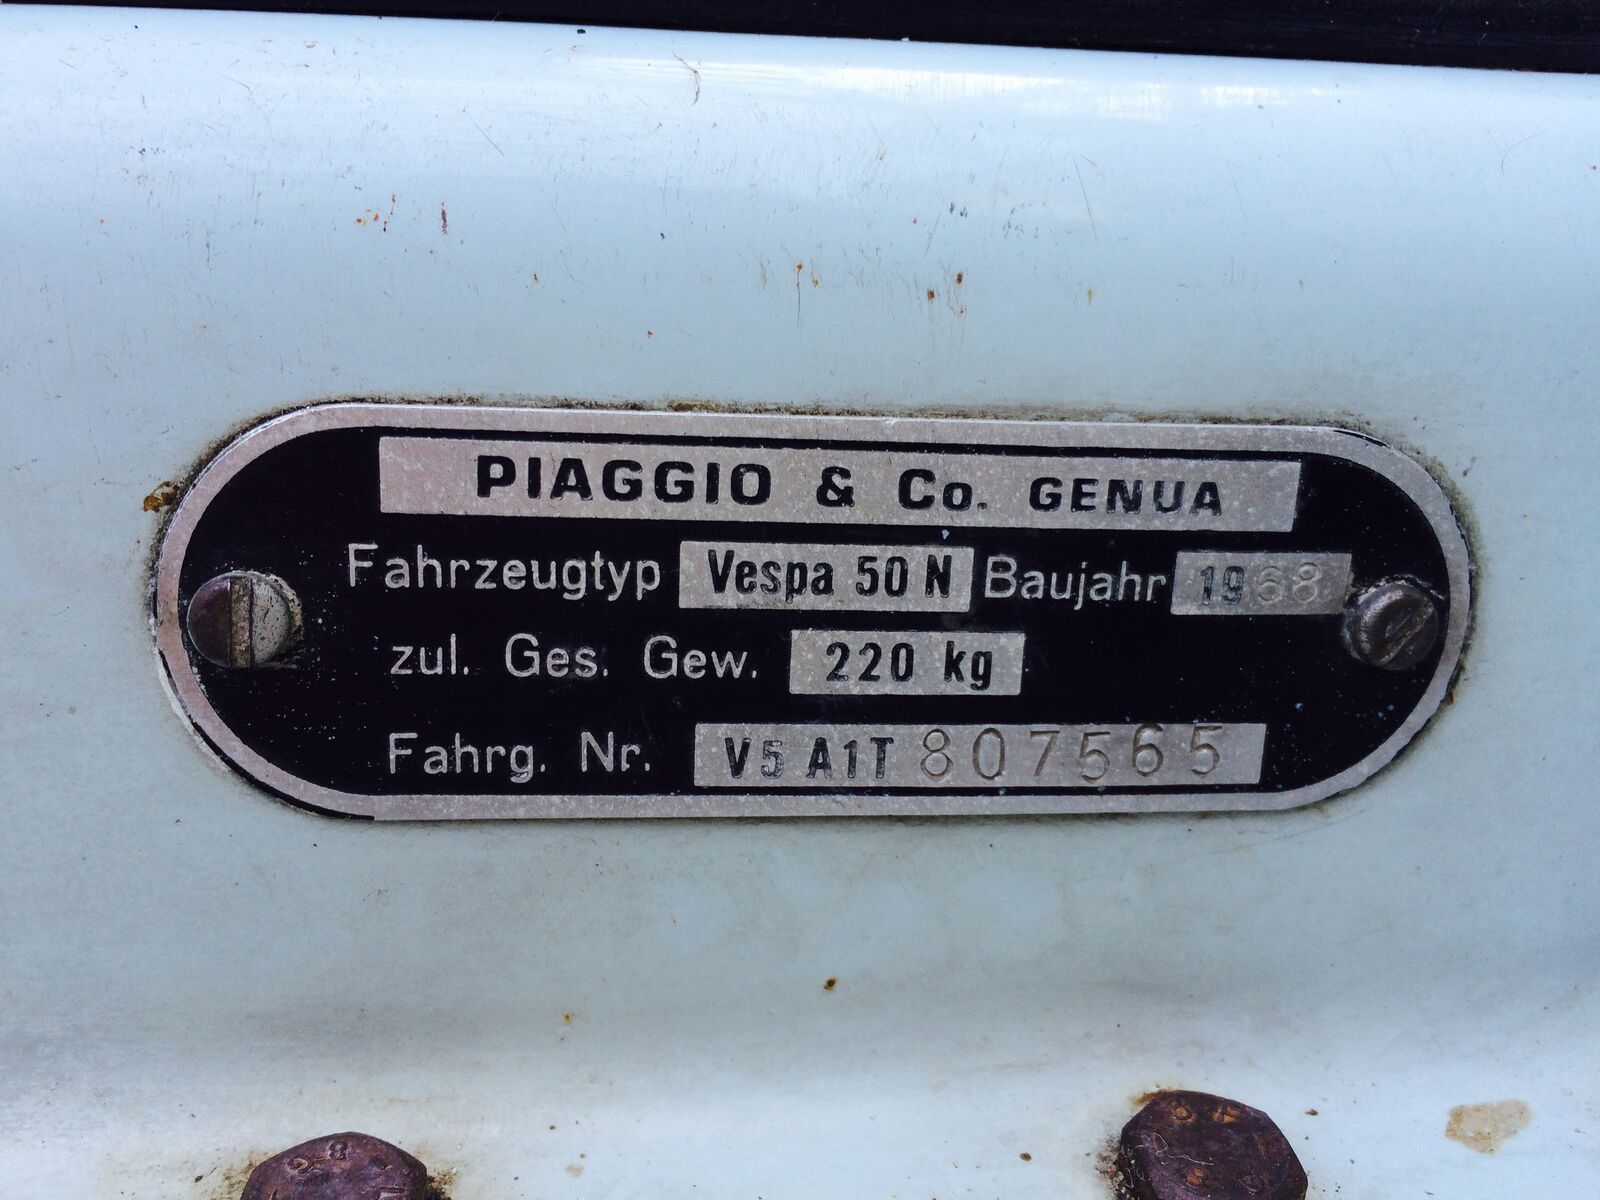 PIAGGIO & Co. GENUA
Fahrzeugtyp Vespa 50 N Baujahr 1968
zul. Ges. Gew. 220 kg
Fahrg. Nr. V5 A1T 807565